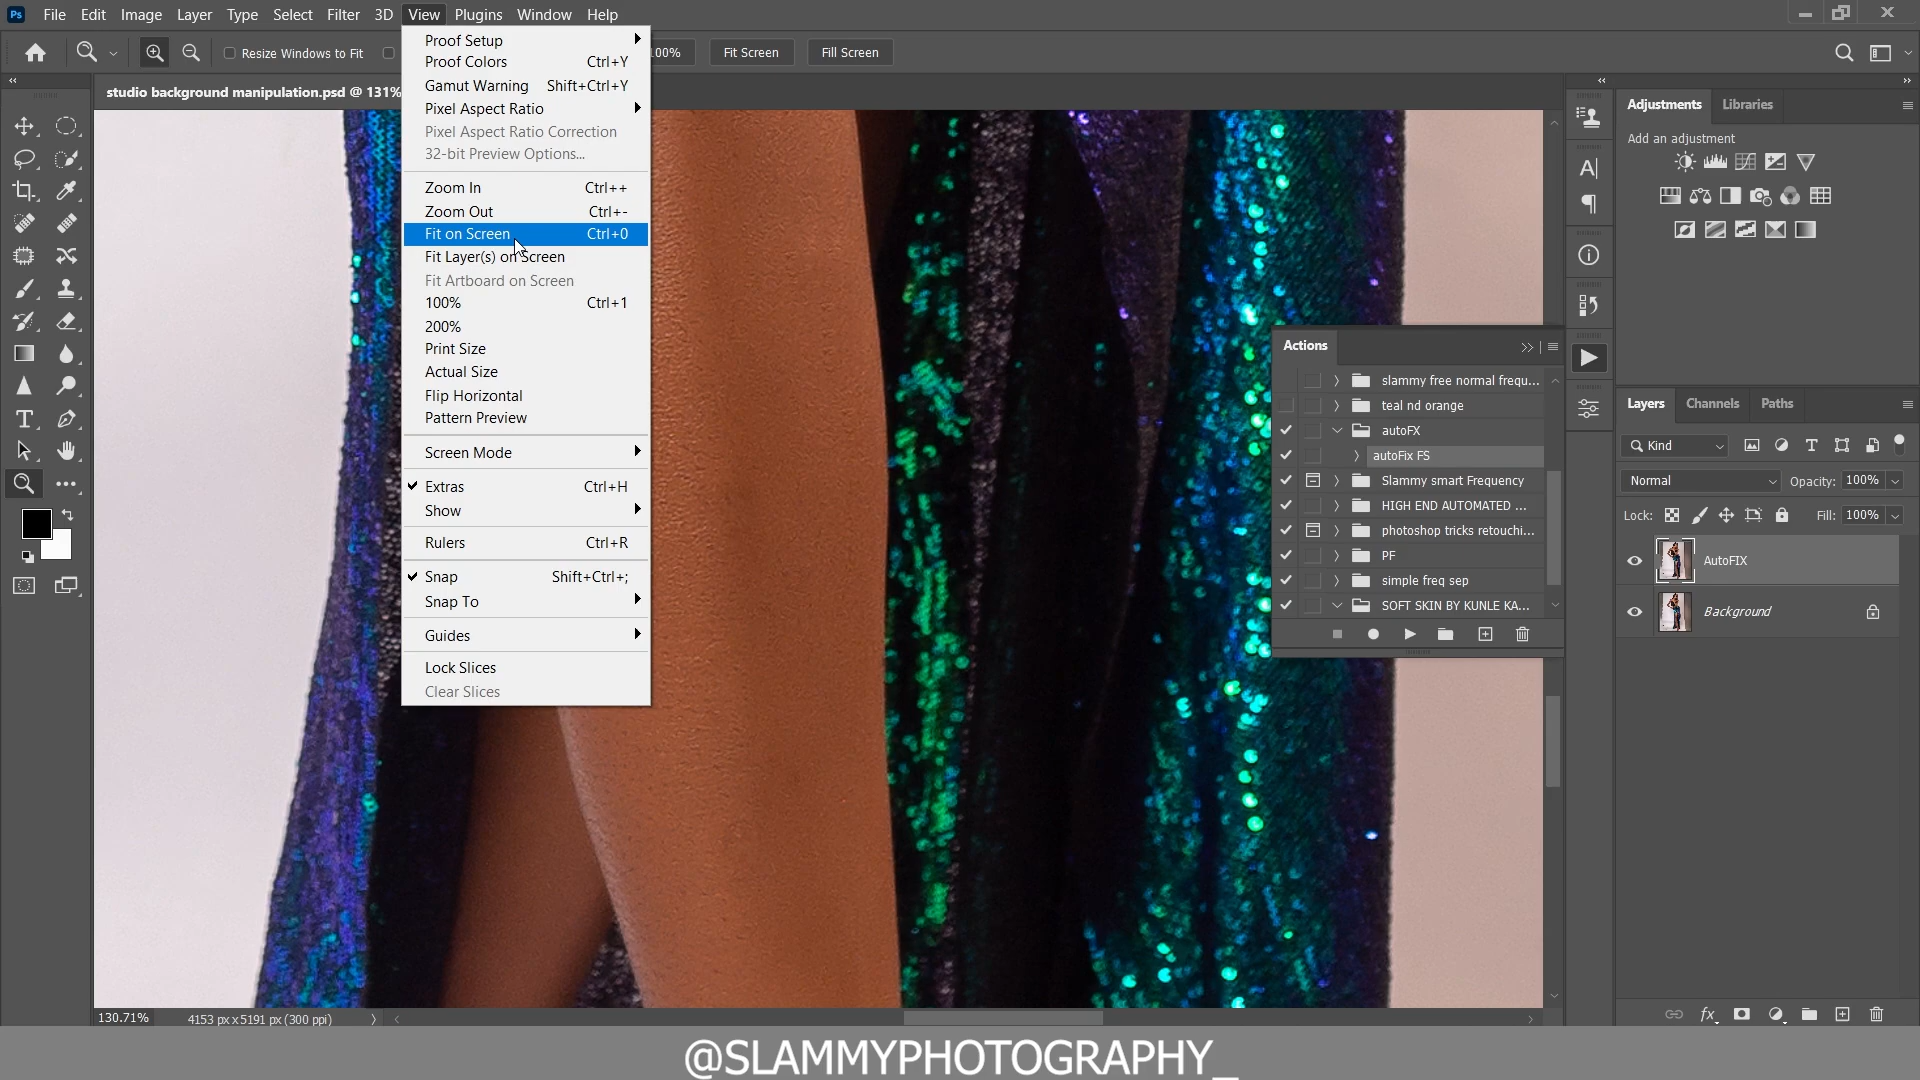 Ps File Edit Image Layer Type Select Filter 3D View Plugins Window Help
Resize Windows to Fit 100% Fit Screen Fill Screen
studio background manipulation.psd @ 131%
Proof Setup
Proof Colors Ctrl+Y
Gamut Warning Shift+Ctrl+Y
Pixel Aspect Ratio
Pixel Aspect Ratio Correction
32-bit Preview Options...
Zoom In Ctrl++
Zoom Out Ctrl+-
Fit on Screen Ctrl+0
Fit Layer(s) on Screen
Fit Artboard on Screen
100% Ctrl+1
200%
Print Size
Actual Size
Flip Horizontal
Pattern Preview
Screen Mode
Extras Ctrl+H
Show
Rulers Ctrl+R
Snap Shift+Ctrl+;
Snap To
Guides
Lock Slices
Clear Slices
Actions
slammy free normal frequ...
teal nd orange
autoFX
autoFix FS
Slammy smart Frequency
HIGH END AUTOMATED ...
photoshop tricks retouchi...
PF
simple freq sep
SOFT SKIN BY KUNLE KA...
Adjustments Libraries
Add an adjustment
Layers Channels Paths
Kind
Normal Opacity: 100%
Lock: Fill: 100%
AutoFIX
Background
fx
130.71% 4153 px x 5191 px (300 ppi)
@SLAMMYPHOTOGRAPHY_